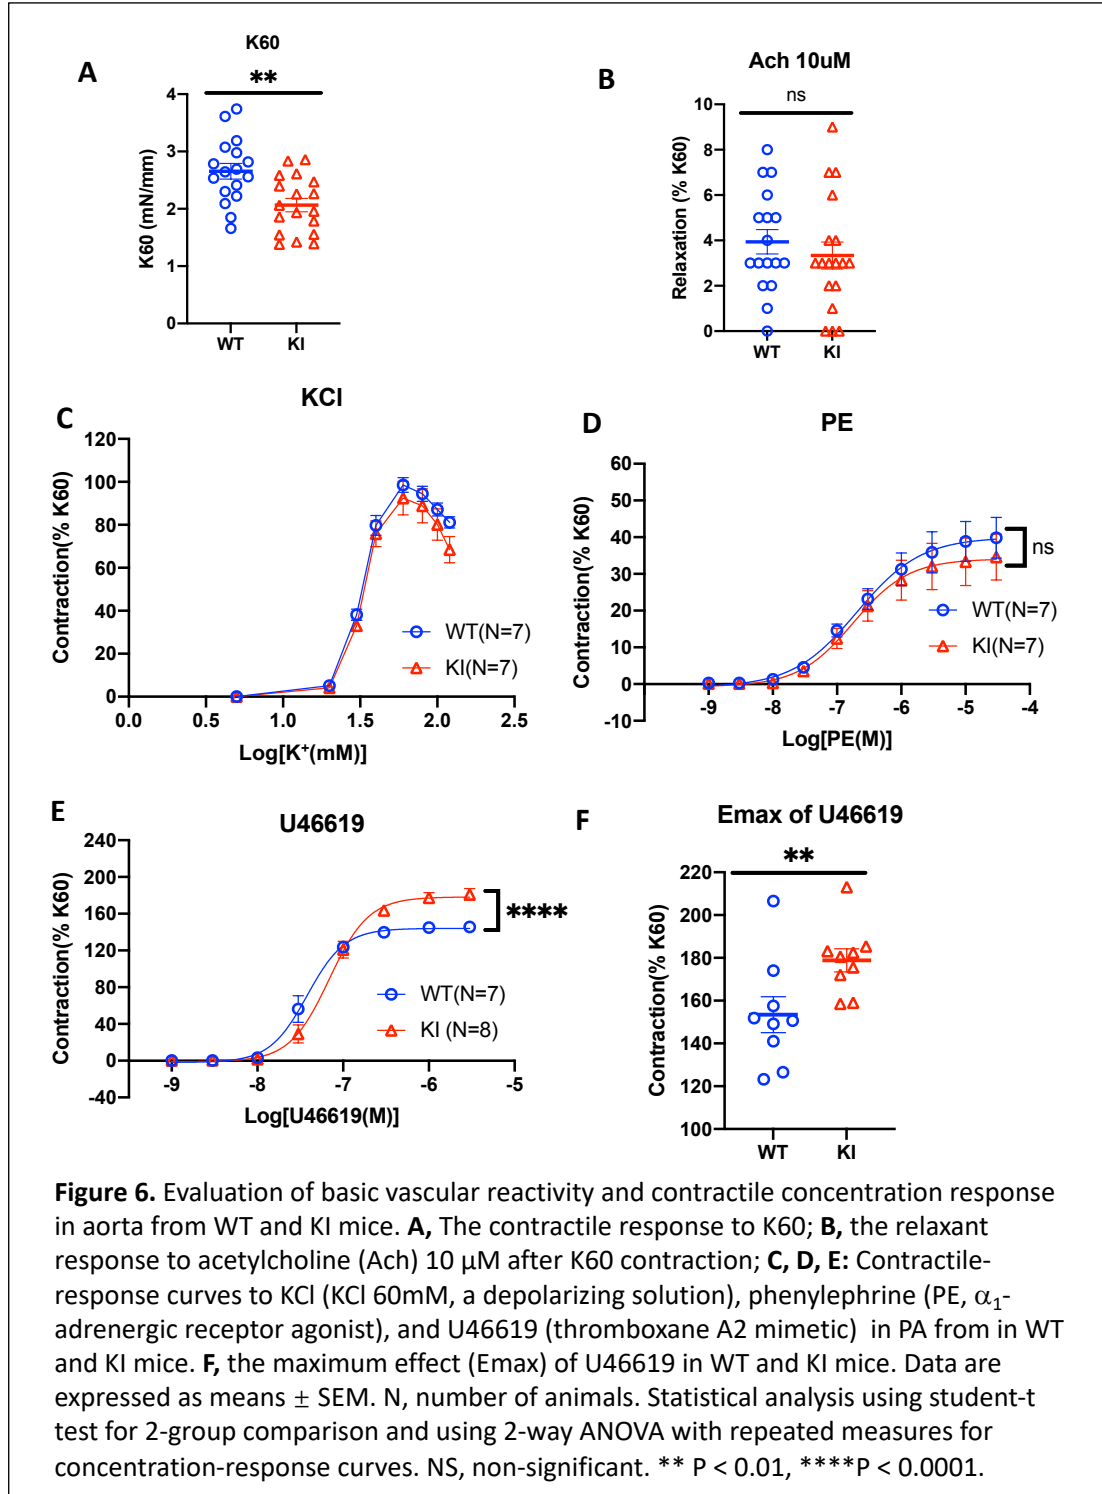 A
K60
**
K60 (mN/mm)
4
3
2
1
0
WT
KI
B
Ach 10uM
ns
Relaxation (% K60)
10
8
6
4
2
0
WT
KI
C
KCl
Contraction(% K60)
120
100
80
60
40
20
0
WT(N=7)
KI(N=7)
0.0 0.5 1.0 1.5 2.0 2.5
Log[K⁺(mM)]
D
PE
Contraction(% K60)
60
50
40
30
20
10
0
-10
ns
WT(N=7)
KI(N=7)
-9 -8 -7 -6 -5 -4
Log[PE(M)]
E
U46619
Contraction(% K60)
240
200
160
120
80
40
0
-40
****
WT(N=7)
KI (N=8)
-9 -8 -7 -6 -5
Log[U46619(M)]
F
Emax of U46619
**
Contraction(% K60)
220
200
180
160
140
120
100
WT
KI
Figure 6. Evaluation of basic vascular reactivity and contractile concentration response
in aorta from WT and KI mice. A, The contractile response to K60; B, the relaxant
response to acetylcholine (Ach) 10 μM after K60 contraction; C, D, E: Contractile-
response curves to KCl (KCl 60mM, a depolarizing solution), phenylephrine (PE, α₁-
adrenergic receptor agonist), and U46619 (thromboxane A2 mimetic) in PA from in WT
and KI mice. F, the maximum effect (Emax) of U46619 in WT and KI mice. Data are
expressed as means ± SEM. N, number of animals. Statistical analysis using student-t
test for 2-group comparison and using 2-way ANOVA with repeated measures for
concentration-response curves. NS, non-significant. ** P < 0.01, ****P < 0.0001.